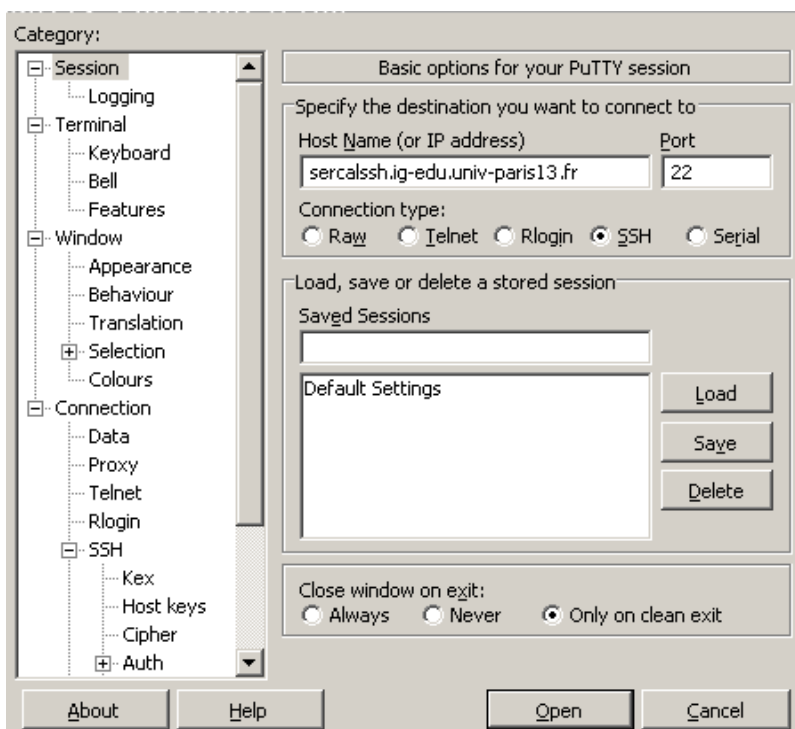 Category:
Session
Logging
Terminal
Keyboard
Bell
Features
Window
Appearance
Behaviour
Translation
Selection
Colours
Connection
Data
Proxy
Telnet
Rlogin
SSH
Kex
Host keys
Cipher
Auth
Basic options for your PuTTY session
Specify the destination you want to connect to
Host Name (or IP address) Port
sercalssh.ig-edu.univ-paris13.fr 22
Connection type:
Raw Telnet Rlogin SSH Serial
Load, save or delete a stored session
Saved Sessions
Default Settings
Load
Save
Delete
Close window on exit:
Always Never Only on clean exit
About Help Open Cancel